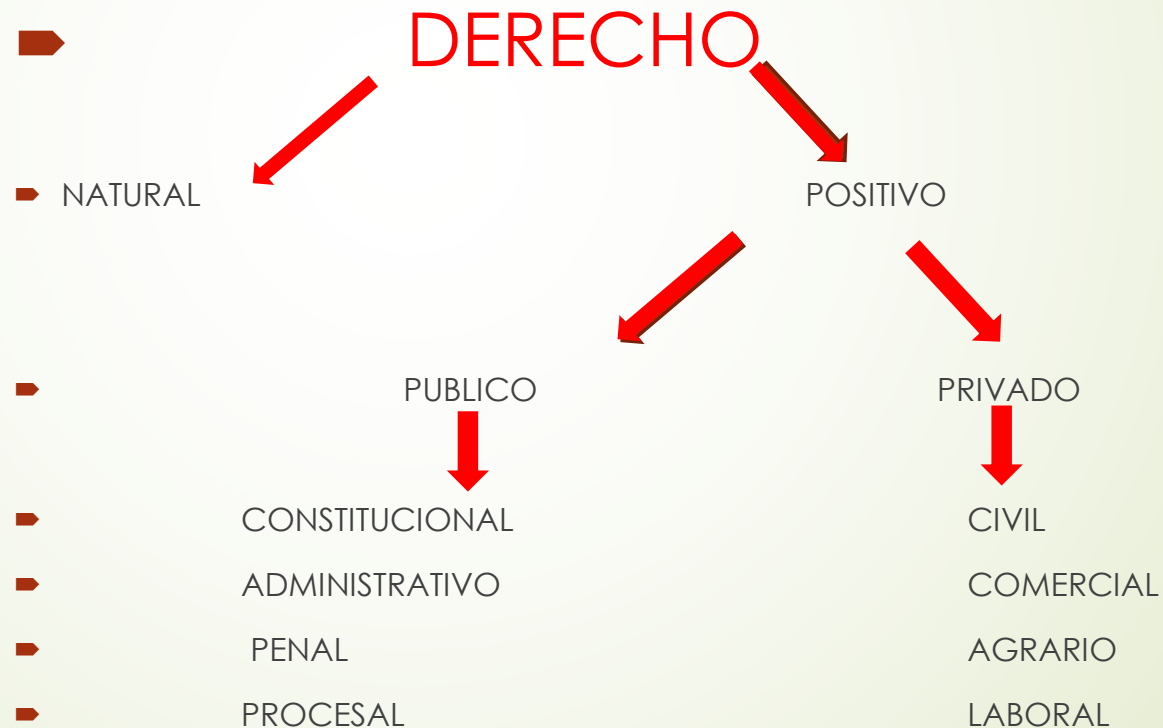 DERECHO
NATURAL POSITIVO
PUBLICO PRIVADO
CONSTITUCIONAL CIVIL
ADMINISTRATIVO COMERCIAL
PENAL AGRARIO
PROCESAL LABORAL